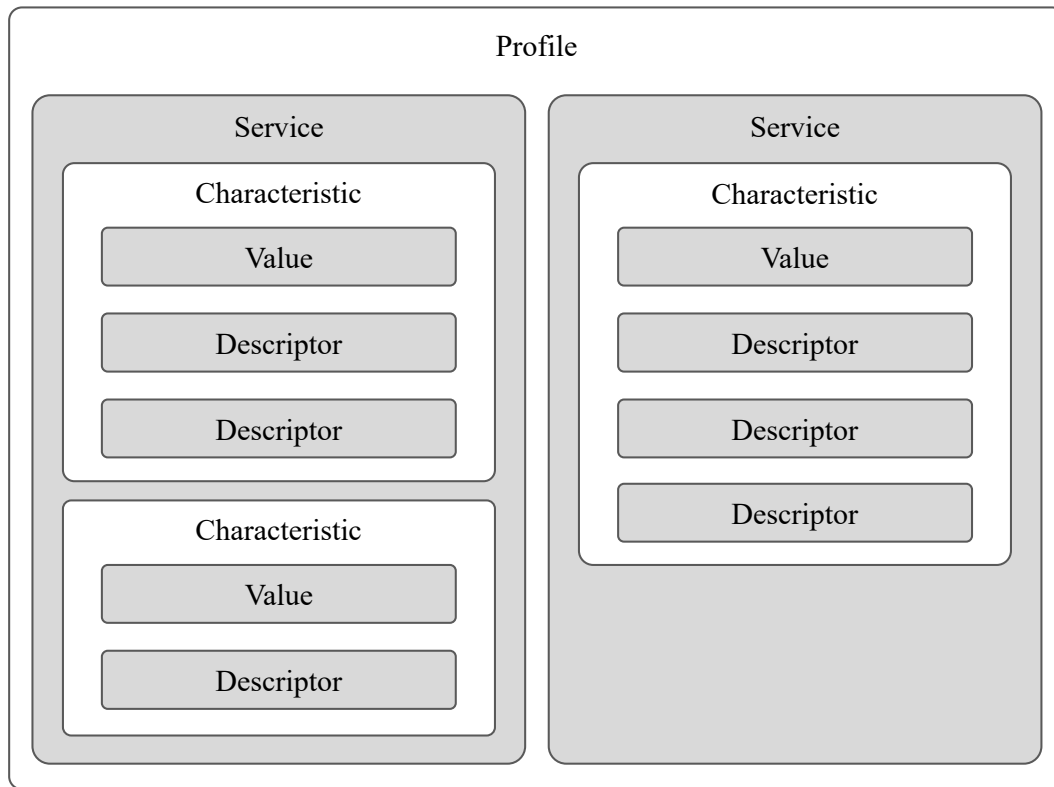 Profile
Service
Characteristic
Value
Descriptor
Descriptor
Characteristic
Value
Descriptor
Service
Characteristic
Value
Descriptor
Descriptor
Descriptor